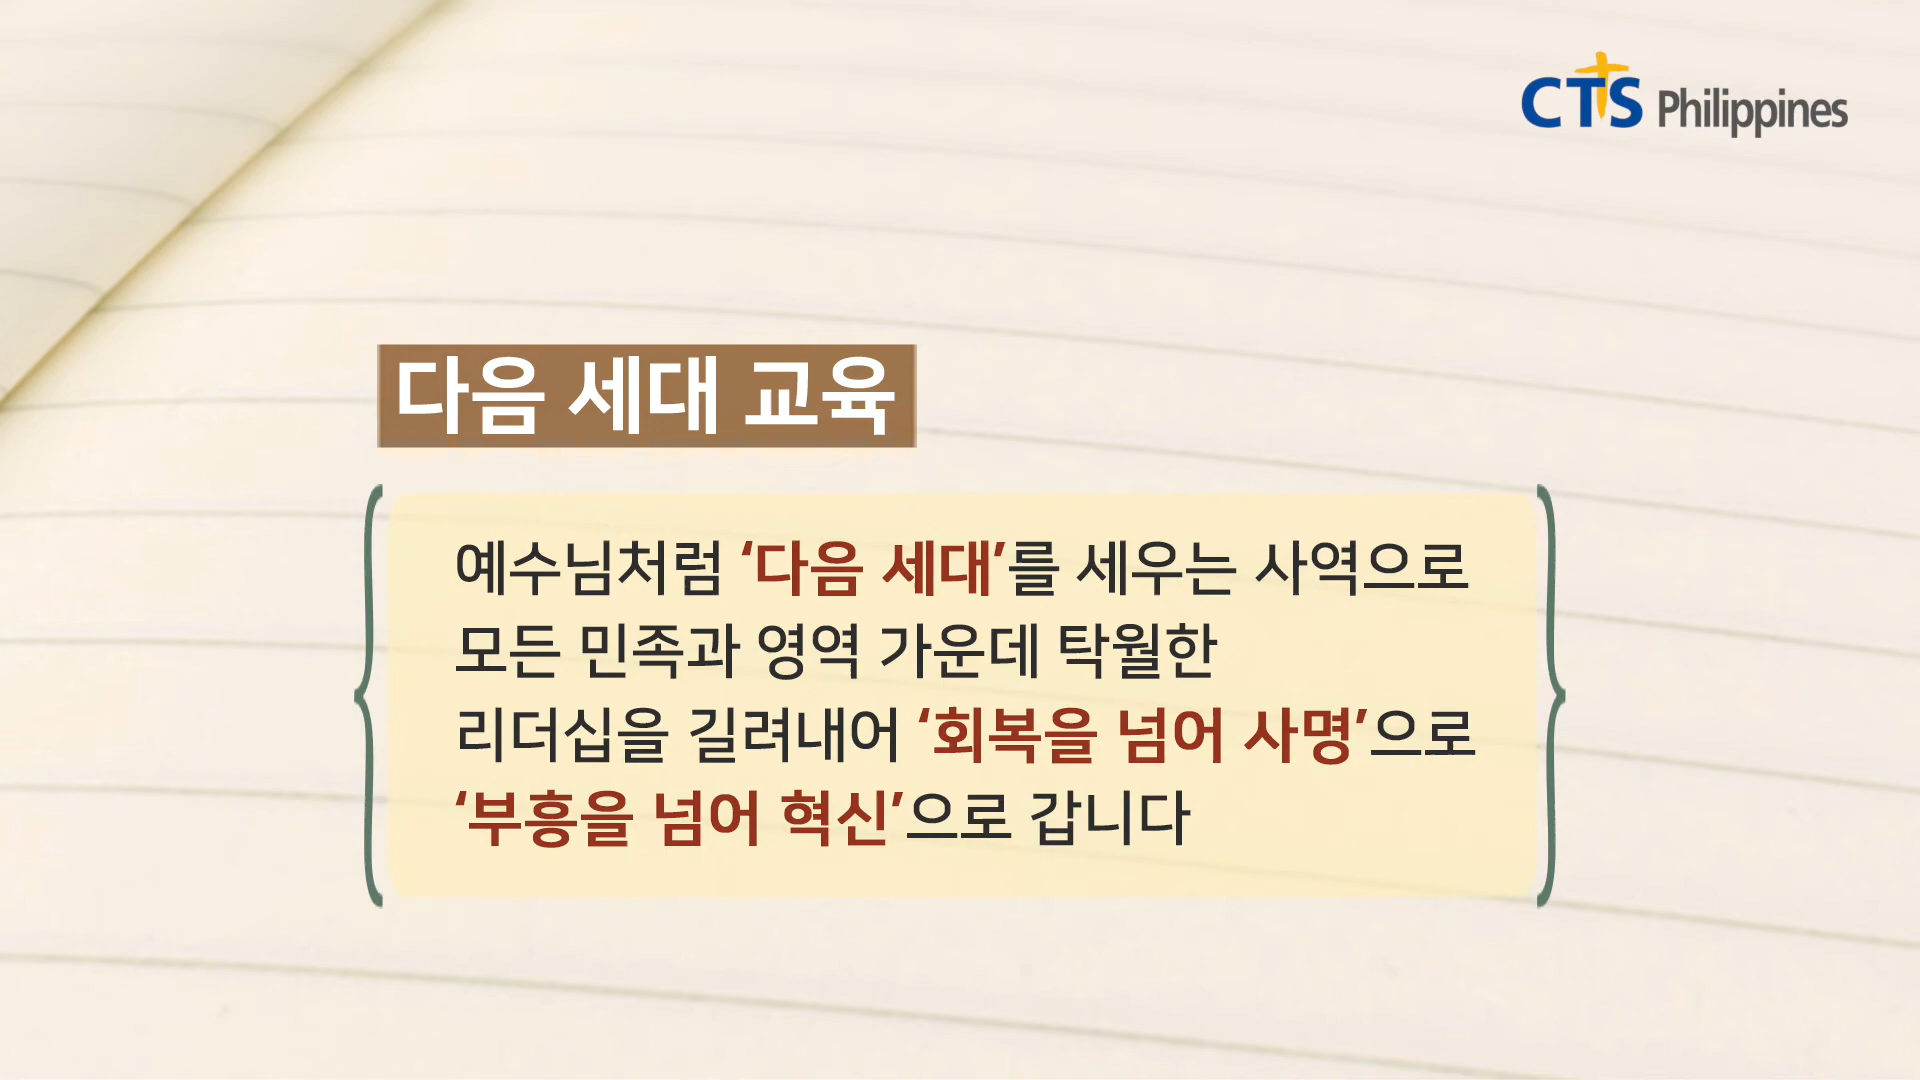 CTS Philippines
다음 세대 교육
예수님처럼 ‘다음 세대’를 세우는 사역으로
모든 민족과 영역 가운데 탁월한
리더십을 길려내어 ‘회복을 넘어 사명’으로
‘부흥을 넘어 혁신’으로 갑니다